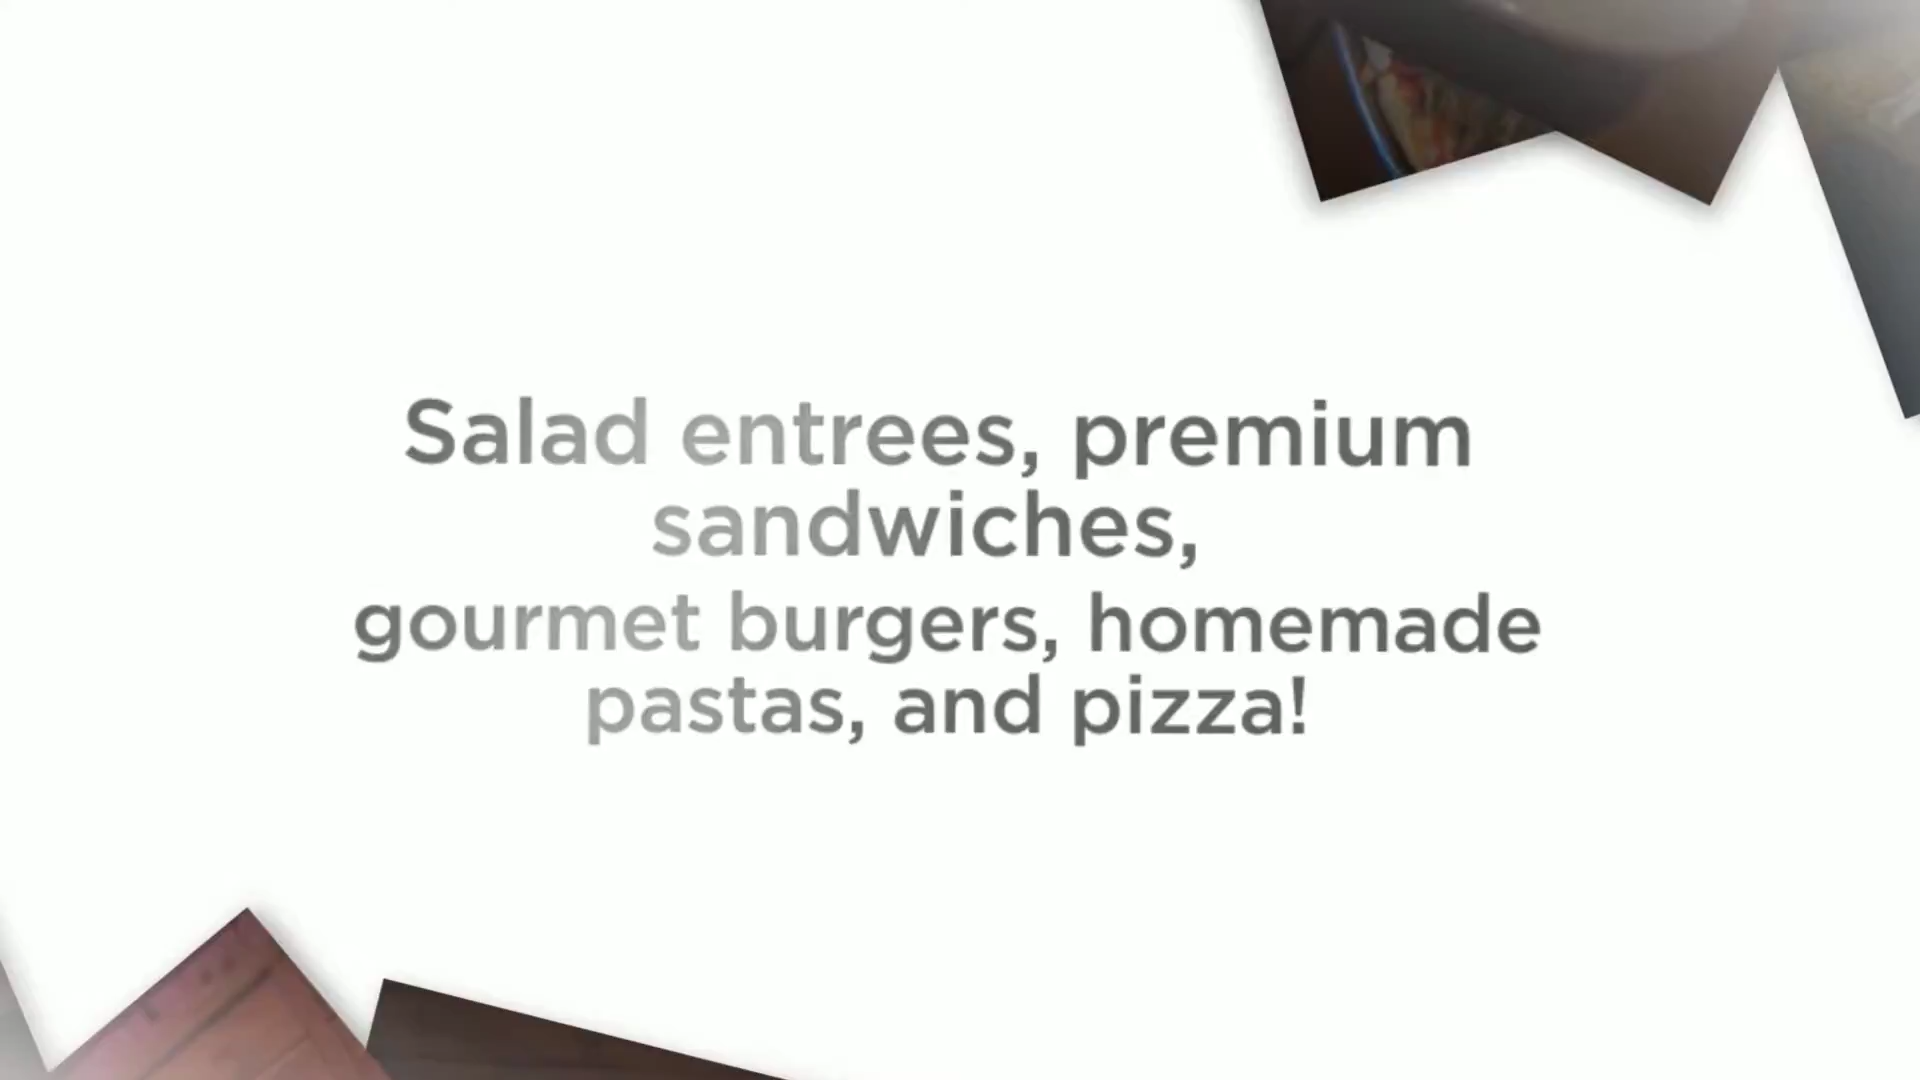 Salad entrees, premium
sandwiches,
gourmet burgers, homemade
pastas, and pizza!